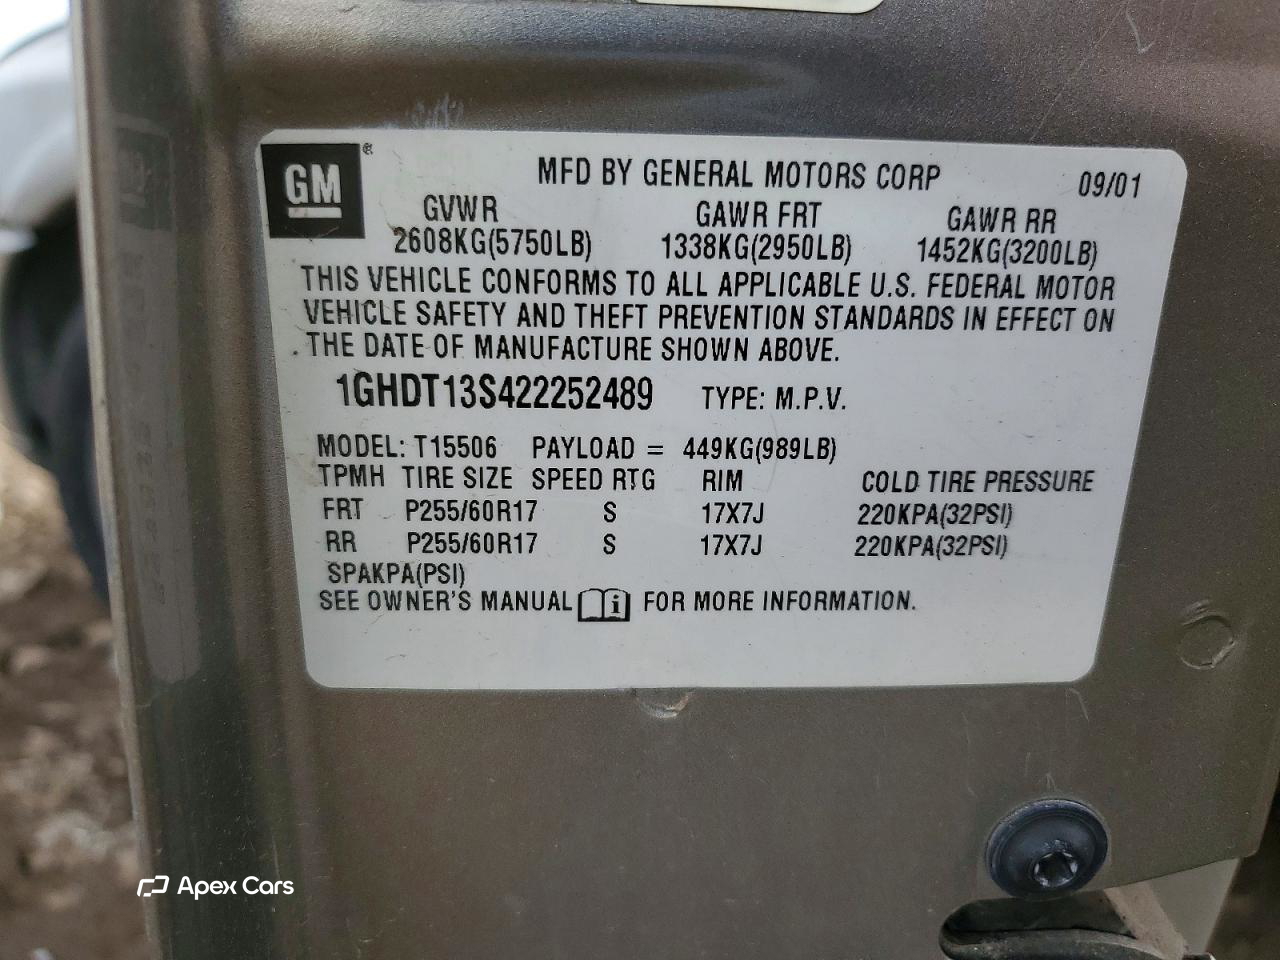 GM®
MFD BY GENERAL MOTORS CORP 09/01
GVWR GAWR FRT GAWR RR
2608KG(5750LB) 1338KG(2950LB) 1452KG(3200LB)
THIS VEHICLE CONFORMS TO ALL APPLICABLE U.S. FEDERAL MOTOR
VEHICLE SAFETY AND THEFT PREVENTION STANDARDS IN EFFECT ON
THE DATE OF MANUFACTURE SHOWN ABOVE.
1GHDT13S422252489 TYPE: M.P.V.
MODEL: T15506 PAYLOAD = 449KG(989LB)
TPMH TIRE SIZE SPEED RTG RIM COLD TIRE PRESSURE
FRT P255/60R17 S 17X7J 220KPA(32PSI)
RR P255/60R17 S 17X7J 220KPA(32PSI)
SPAKPA(PSI)
SEE OWNER'S MANUAL i FOR MORE INFORMATION.
Apex Cars